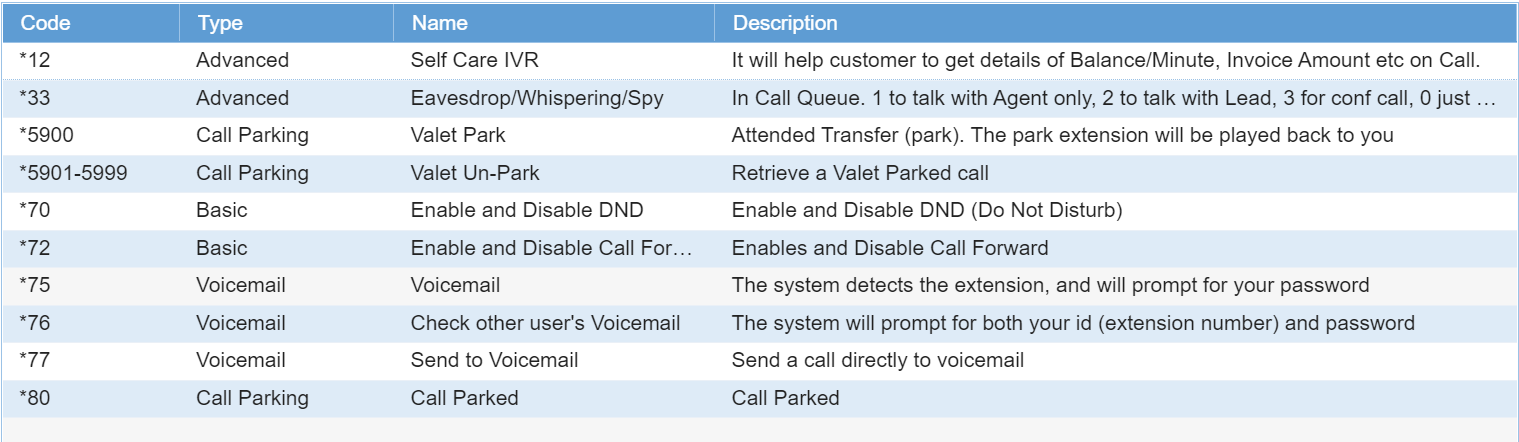 Code Type Name Description
*12 Advanced Self Care IVR It will help customer to get details of Balance/Minute, Invoice Amount etc on Call.
*33 Advanced Eavesdrop/Whispering/Spy In Call Queue. 1 to talk with Agent only, 2 to talk with Lead, 3 for conf call, 0 just …
*5900 Call Parking Valet Park Attended Transfer (park). The park extension will be played back to you
*5901-5999 Call Parking Valet Un-Park Retrieve a Valet Parked call
*70 Basic Enable and Disable DND Enable and Disable DND (Do Not Disturb)
*72 Basic Enable and Disable Call For… Enables and Disable Call Forward
*75 Voicemail Voicemail The system detects the extension, and will prompt for your password
*76 Voicemail Check other user's Voicemail The system will prompt for both your id (extension number) and password
*77 Voicemail Send to Voicemail Send a call directly to voicemail
*80 Call Parking Call Parked Call Parked